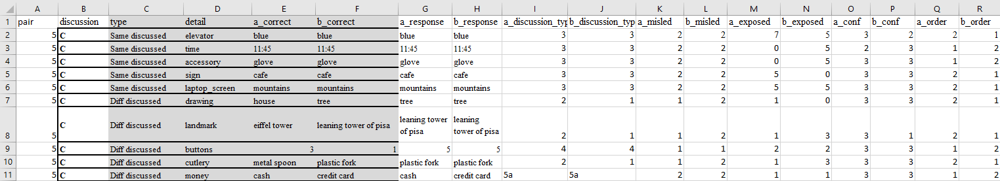 A B C D E F G H I J K L M N O P Q R
1 pair discussion type detail a_correct b_correct a_response b_response a_discussion_typ b_discussion_typ a_misled b_misled a_exposed b_exposed a_conf b_conf a_order b_order
2 5 C Same discussed elevator blue blue blue blue 3 3 2 2 7 5 3 2 2 1
3 5 C Same discussed time 11:45 11:45 11:45 11:45 3 3 2 2 0 5 2 3 1 2
4 5 C Same discussed accessory glove glove glove glove 3 3 2 2 0 5 3 3 1 2
5 5 C Same discussed sign cafe cafe cafe cafe 3 3 2 2 5 0 3 3 2 1
6 5 C Same discussed laptop_screen mountains mountains mountains mountains 3 3 2 2 5 5 3 3 2 1
7 5 C Diff discussed drawing house tree tree tree 2 1 1 2 1 0 3 3 2 1
8 5 C Diff discussed landmark eiffel tower leaning tower of pisa leaning tower of pisa leaning tower of pisa 2 1 1 2 1 3 3 1 2 1
9 5 C Diff discussed buttons 3 1 5 5 4 4 1 1 2 2 3 3 1 2
10 5 C Diff discussed cutlery metal spoon plastic fork plastic fork plastic fork 2 1 1 2 1 3 3 3 2 1
11 5 C Diff discussed money cash credit card cash credit card 5a 5a 2 2 1 1 3 3 1 2